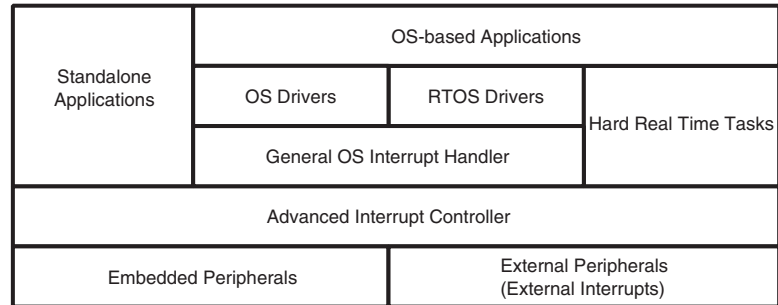 OS-based Applications
Standalone
Applications
OS Drivers
RTOS Drivers
Hard Real Time Tasks
General OS Interrupt Handler
Advanced Interrupt Controller
Embedded Peripherals
External Peripherals
(External Interrupts)